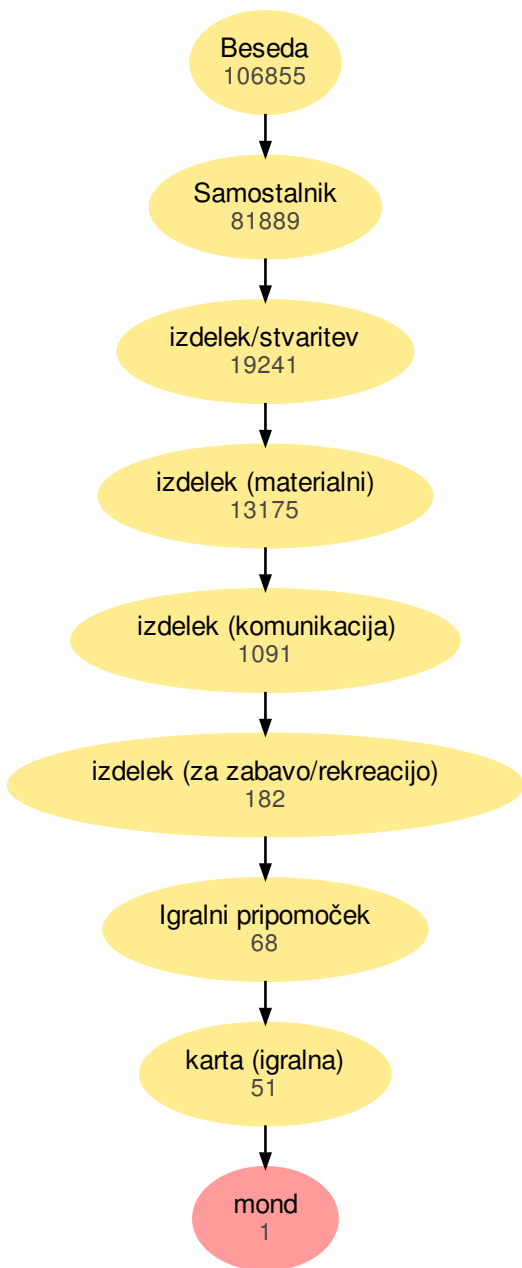 Beseda
106855
Samostalnik
81889
izdelek/stvaritev
19241
izdelek (materialni)
13175
izdelek (komunikacija)
1091
izdelek (za zabavo/rekreacijo)
182
Igralni pripomoček
68
karta (igralna)
51
mond
1